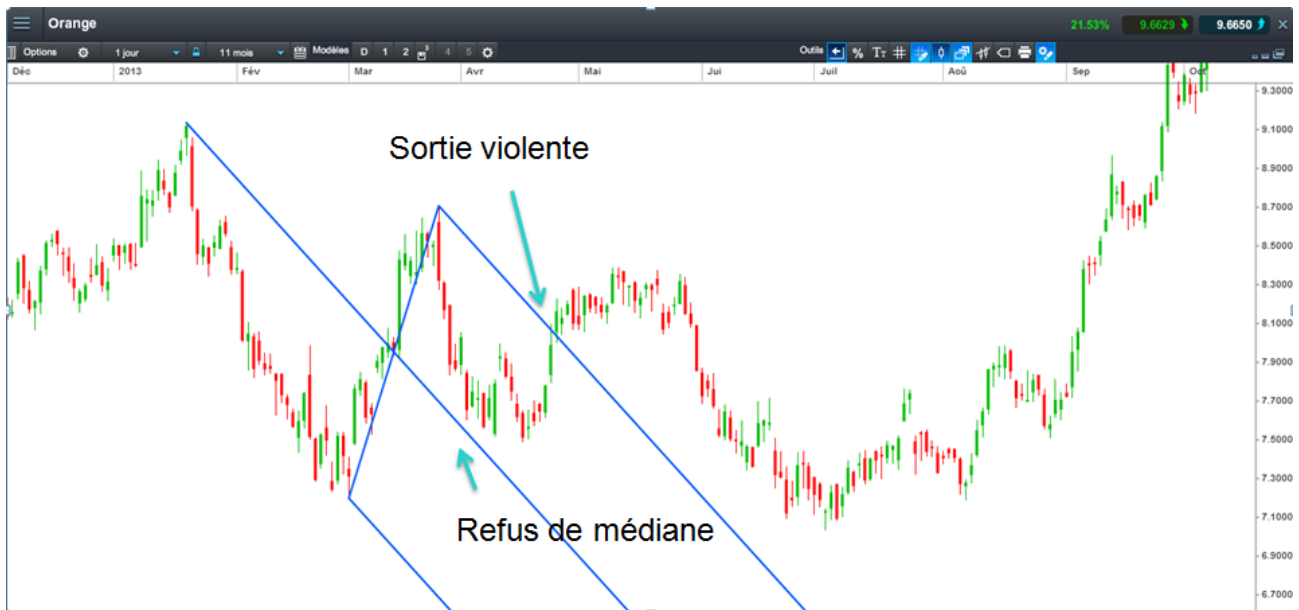 Orange
21.53% 9.6629 9.6650
Options 1 jour 11 mois Modèles D 1 2 3 4 5 Outils % TT
Déc 2013 Fév Mar Avr Mai Jui Juil Aoû Sep Oct
9.3000
9.1000
8.9000
8.7000
8.5000
8.3000
8.1000
7.9000
7.7000
7.5000
7.3000
7.1000
6.9000
6.7000
Sortie violente
Refus de médiane